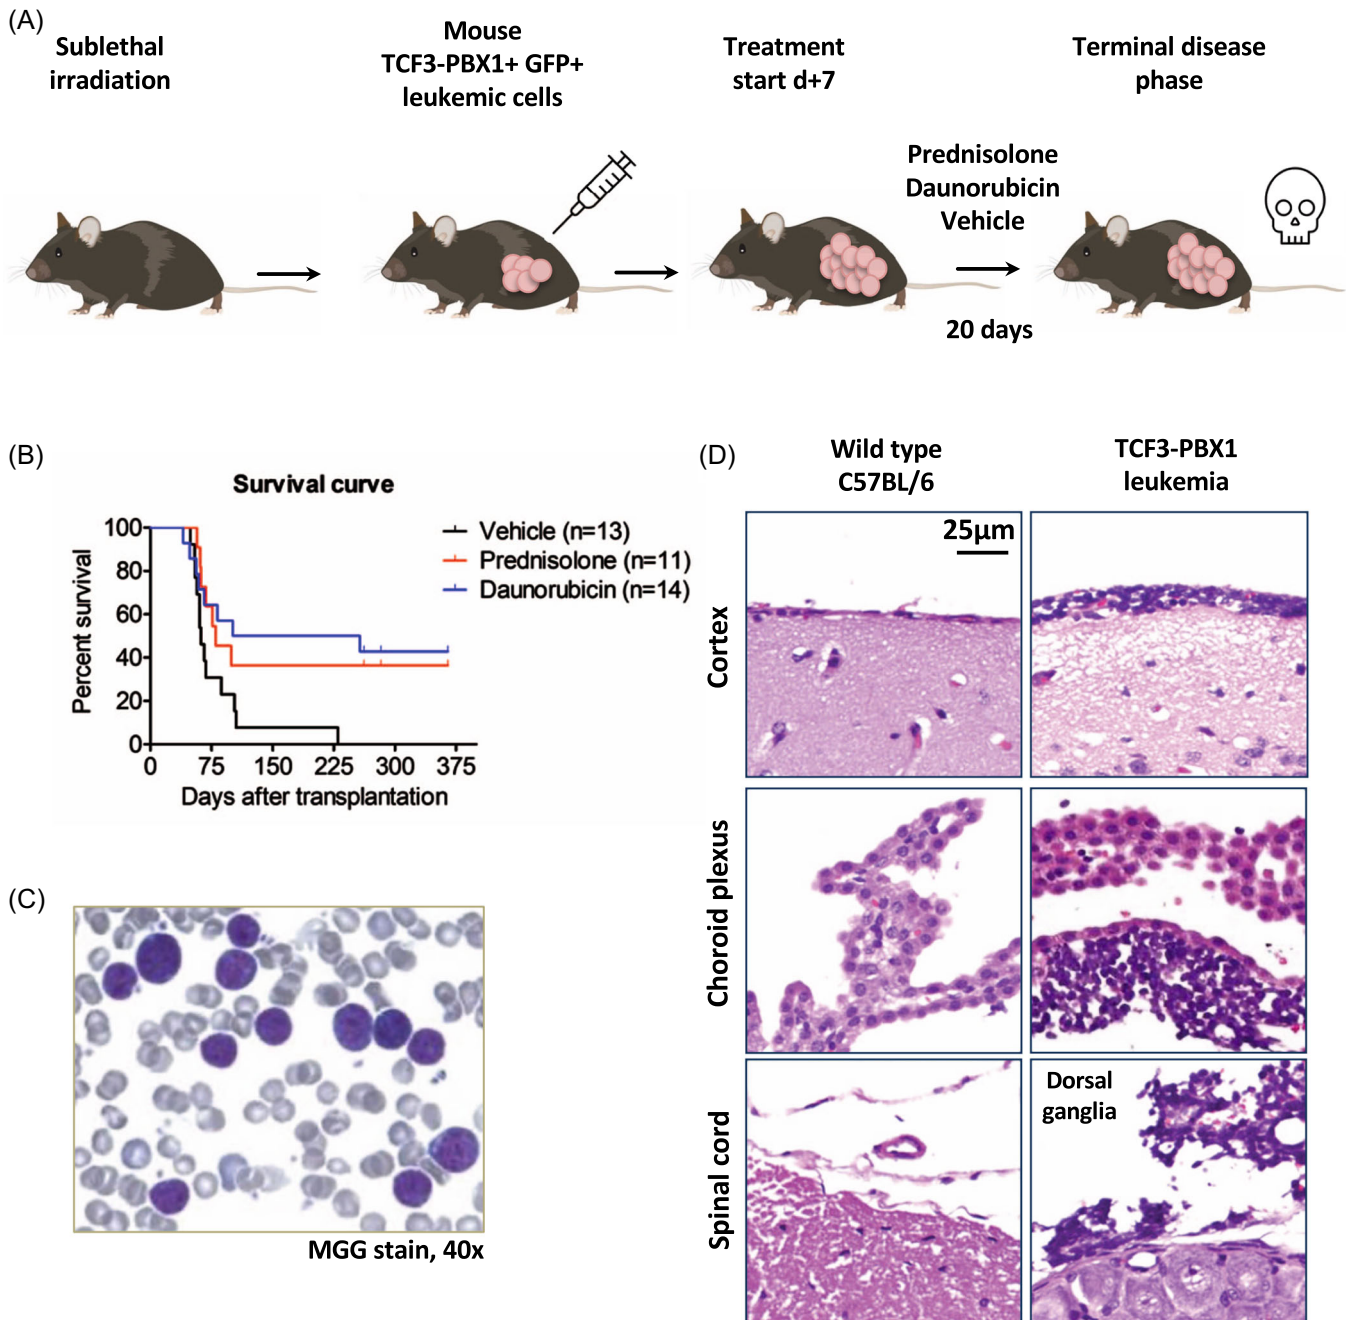 (A)
Sublethal
irradiation
Mouse
TCF3-PBX1+ GFP+
leukemic cells
Treatment
start d+7
Prednisolone
Daunorubicin
Vehicle
20 days
Terminal disease
phase
(B)
Survival curve
Percent survival
100
80
60
40
20
0
0 75 150 225 300 375
Days after transplantation
Vehicle (n=13)
Prednisolone (n=11)
Daunorubicin (n=14)
(C)
MGG stain, 40x
(D)
Wild type
C57BL/6
TCF3-PBX1
leukemia
25μm
Cortex
Choroid plexus
Spinal cord
Dorsal
ganglia